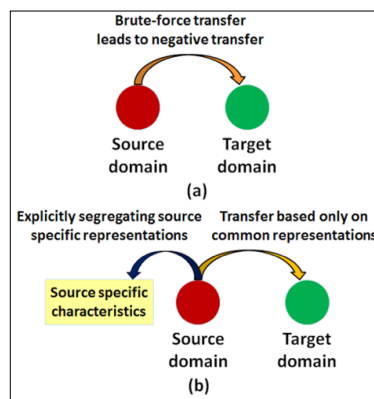 Brute-force transfer
leads to negative transfer
Source
domain
Target
domain
(a)
Explicitly segregating source
specific representations
Transfer based only on
common representations
Source specific
characteristics
Source
domain
Target
domain
(b)